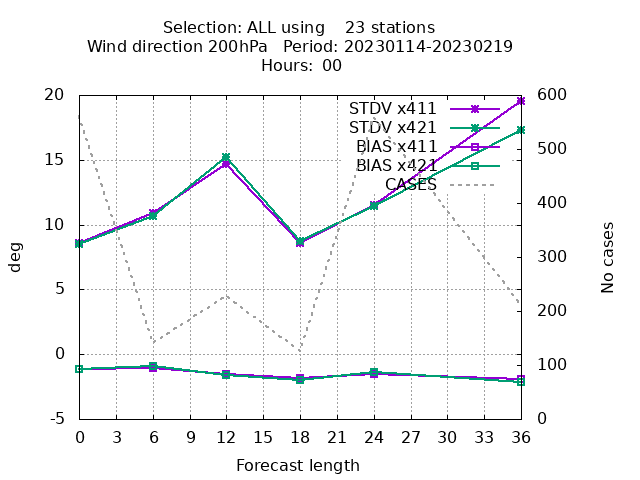 Selection: ALL using    23 stations
Wind direction 200hPa   Period: 20230114-20230219
Hours: 00
STDV x411
STDV x421
BIAS x411
BIAS x421
CASES
20
15
10
5
0
-5
deg
600
500
400
300
200
100
0
No cases
0 3 6 9 12 15 18 21 24 27 30 33 36
Forecast length